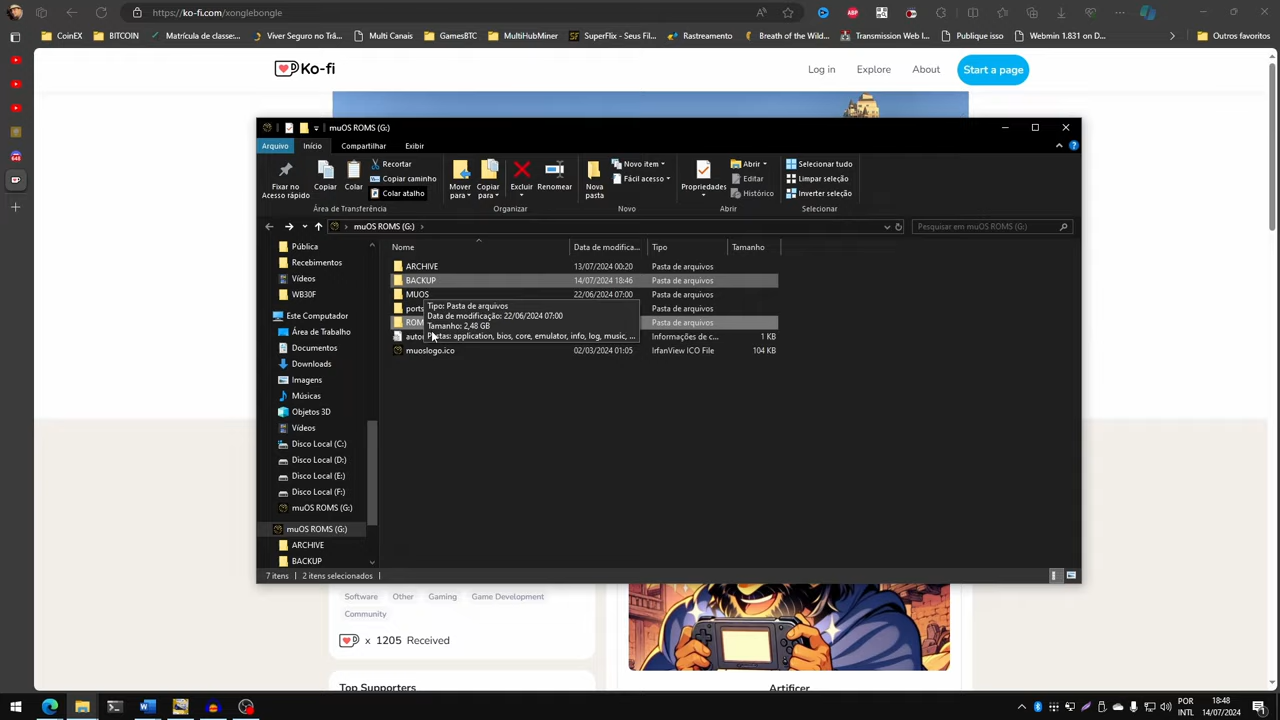 https://ko-fi.com/xonglebongle
CoinEX
BITCOIN
Matrícula de classe:...
Viver Seguro no Trâ...
Multi Canais
GamesBTC
MultiHubMiner
SuperFlix - Seus Fil...
Rastreamento
Breath of the Wild...
Transmission Web I...
Publique isso
Webmin 1.831 on D...
Outros favoritos
Ko-fi
Log in
Explore
About
Start a page
muOS ROMS (G:)
Arquivo
Início
Compartilhar
Exibir
Fixar no
Acesso rápido
Copiar
Colar
Recortar
Copiar caminho
Colar atalho
Mover
para
Copiar
para
Excluir
Renomear
Nova
pasta
Novo item
Fácil acesso
Propriedades
Abrir
Editar
Histórico
Selecionar tudo
Limpar seleção
Inverter seleção
Área de Transferência
Organizar
Novo
Abrir
Selecionar
muOS ROMS (G:)
Pesquisar em muOS ROMS (G:)
Pública
Recebimentos
Vídeos
WB30F
Este Computador
Área de Trabalho
Documentos
Downloads
Imagens
Músicas
Objetos 3D
Vídeos
Disco Local (C:)
Disco Local (D:)
Disco Local (E:)
Disco Local (F:)
muOS ROMS (G:)
muOS ROMS (G:)
ARCHIVE
BACKUP
Nome
Data de modifica...
Tipo
Tamanho
ARCHIVE 13/07/2024 00:20 Pasta de arquivos
BACKUP 14/07/2024 18:46 Pasta de arquivos
MUOS 22/06/2024 07:00 Pasta de arquivos
ports Pasta de arquivos
ROM Pasta de arquivos
autor Informações de c... 1 KB
muoslogo.ico 02/03/2024 01:05 IrfanView ICO File 104 KB
Tipo: Pasta de arquivos
Data de modificação: 22/06/2024 07:00
Tamanho: 2,48 GB
Pastas: application, bios, core, emulator, info, log, music, ...
7 itens
2 itens selecionados
Software
Other
Gaming
Game Development
Community
x 1205 Received
Top Supporters
Artificer
POR
INTL
18:48
14/07/2024